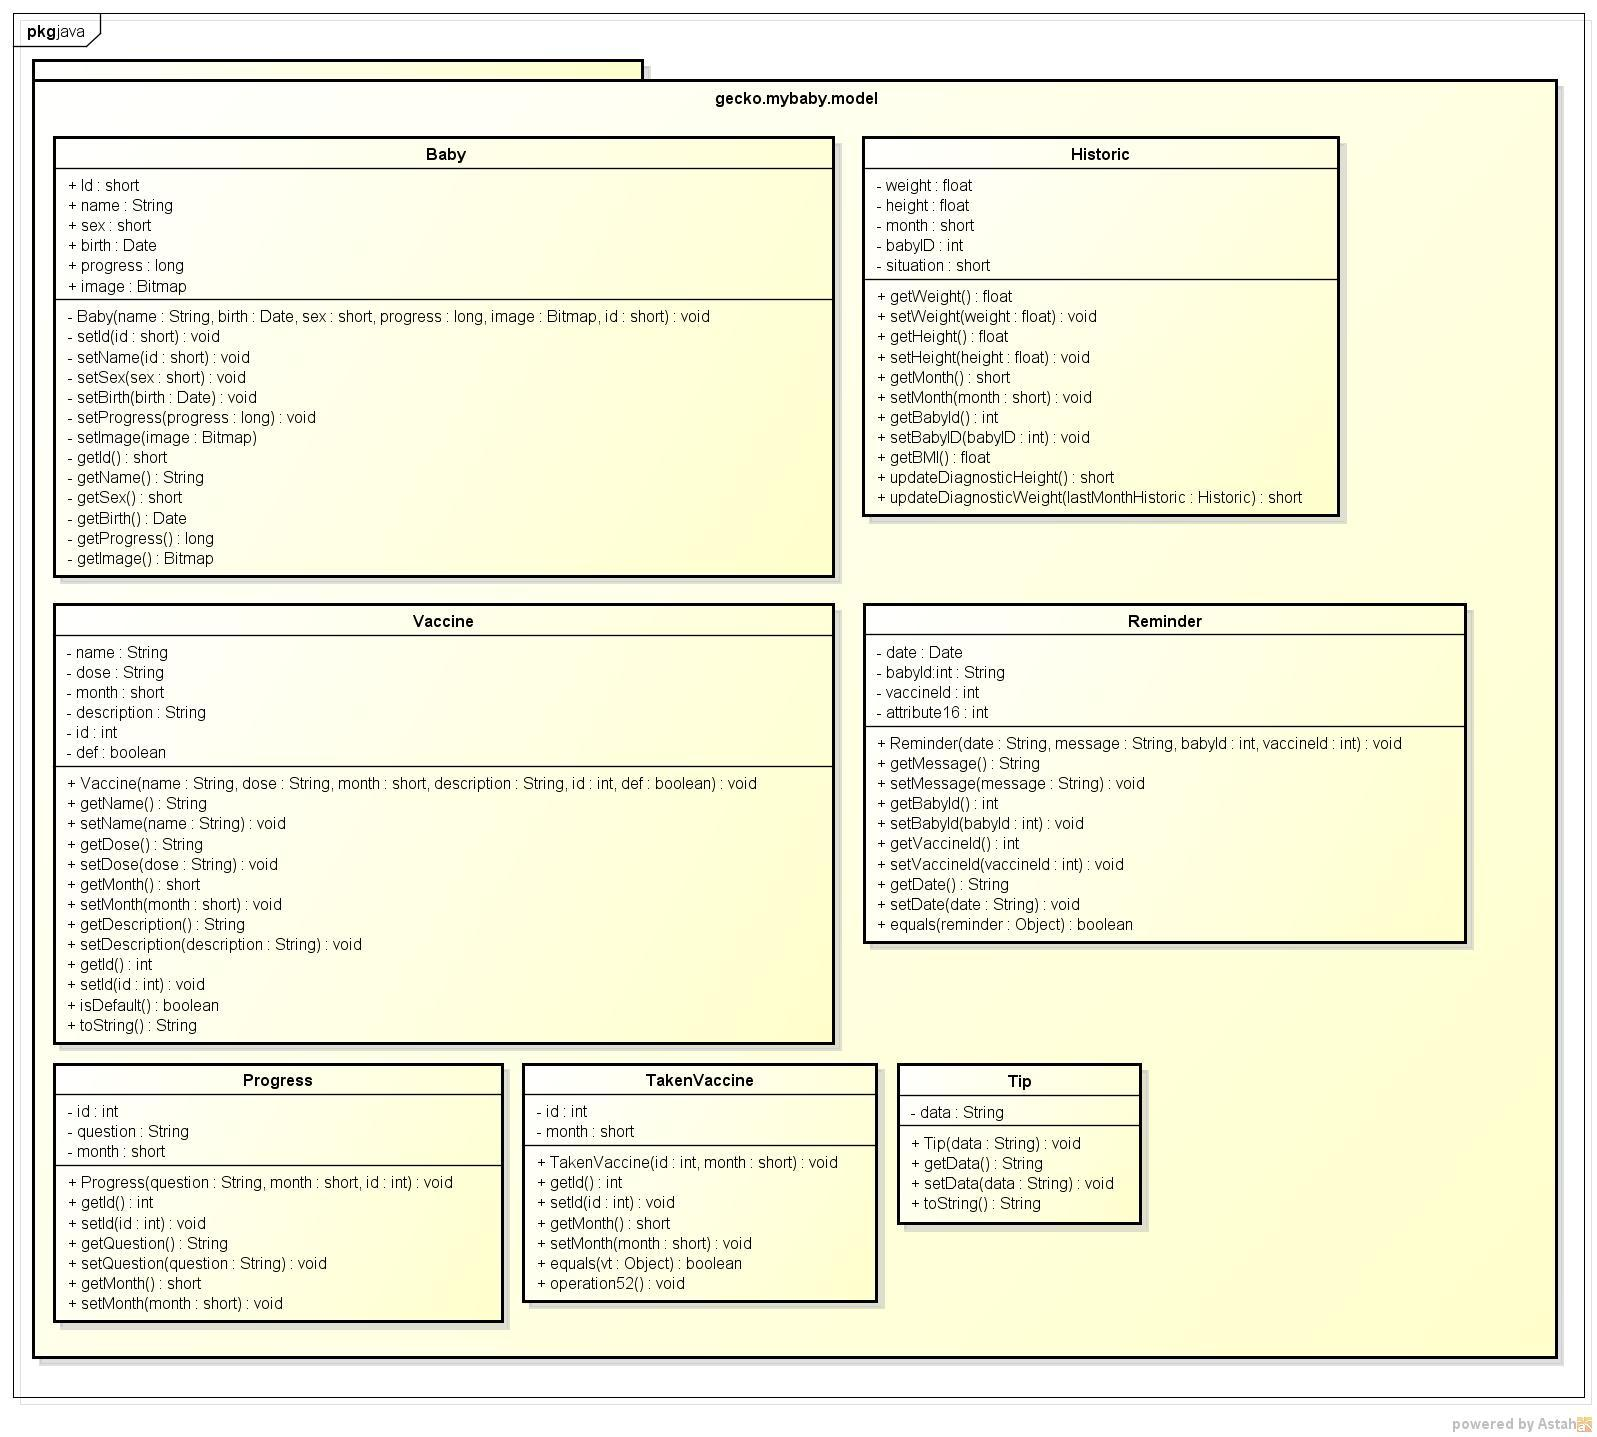 pkg java
gecko.mybaby.model
Baby
+ Id : short
+ name : String
+ sex : short
+ birth : Date
+ progress : long
+ image : Bitmap
- Baby(name : String, birth : Date, sex : short, progress : long, image : Bitmap, id : short) : void
- setId(id : short) : void
- setName(id : short) : void
- setSex(sex : short) : void
- setBirth(birth : Date) : void
- setProgress(progress : long) : void
- setImage(image : Bitmap)
- getId() : short
- getName() : String
- getSex() : short
- getBirth() : Date
- getProgress() : long
- getImage() : Bitmap
Historic
- weight : float
- height : float
- month : short
- babyID : int
- situation : short
+ getWeight() : float
+ setWeight(weight : float) : void
+ getHeight() : float
+ setHeight(height : float) : void
+ getMonth() : short
+ setMonth(month : short) : void
+ getBabyId() : int
+ setBabyID(babyID : int) : void
+ getBMI() : float
+ updateDiagnosticHeight() : short
+ updateDiagnosticWeight(lastMonthHistoric : Historic) : short
Vaccine
- name : String
- dose : String
- month : short
- description : String
- id : int
- def : boolean
+ Vaccine(name : String, dose : String, month : short, description : String, id : int, def : boolean) : void
+ getName() : String
+ setName(name : String) : void
+ getDose() : String
+ setDose(dose : String) : void
+ getMonth() : short
+ setMonth(month : short) : void
+ getDescription() : String
+ setDescription(description : String) : void
+ getId() : int
+ setId(id : int) : void
+ isDefault() : boolean
+ toString() : String
Reminder
- date : Date
- babyId:int : String
- vaccineId : int
- attribute16 : int
+ Reminder(date : String, message : String, babyId : int, vaccineId : int) : void
+ getMessage() : String
+ setMessage(message : String) : void
+ getBabyId() : int
+ setBabyId(babyId : int) : void
+ getVaccineId() : int
+ setVaccineId(vaccineId : int) : void
+ getDate() : String
+ setDate(date : String) : void
+ equals(reminder : Object) : boolean
Progress
- id : int
- question : String
- month : short
+ Progress(question : String, month : short, id : int) : void
+ getId() : int
+ setId(id : int) : void
+ getQuestion() : String
+ setQuestion(question : String) : void
+ getMonth() : short
+ setMonth(month : short) : void
TakenVaccine
- id : int
- month : short
+ TakenVaccine(id : int, month : short) : void
+ getId() : int
+ setId(id : int) : void
+ getMonth() : short
+ setMonth(month : short) : void
+ equals(vt : Object) : boolean
+ operation52() : void
Tip
- data : String
+ Tip(data : String) : void
+ getData() : String
+ setData(data : String) : void
+ toString() : String
powered by Astah